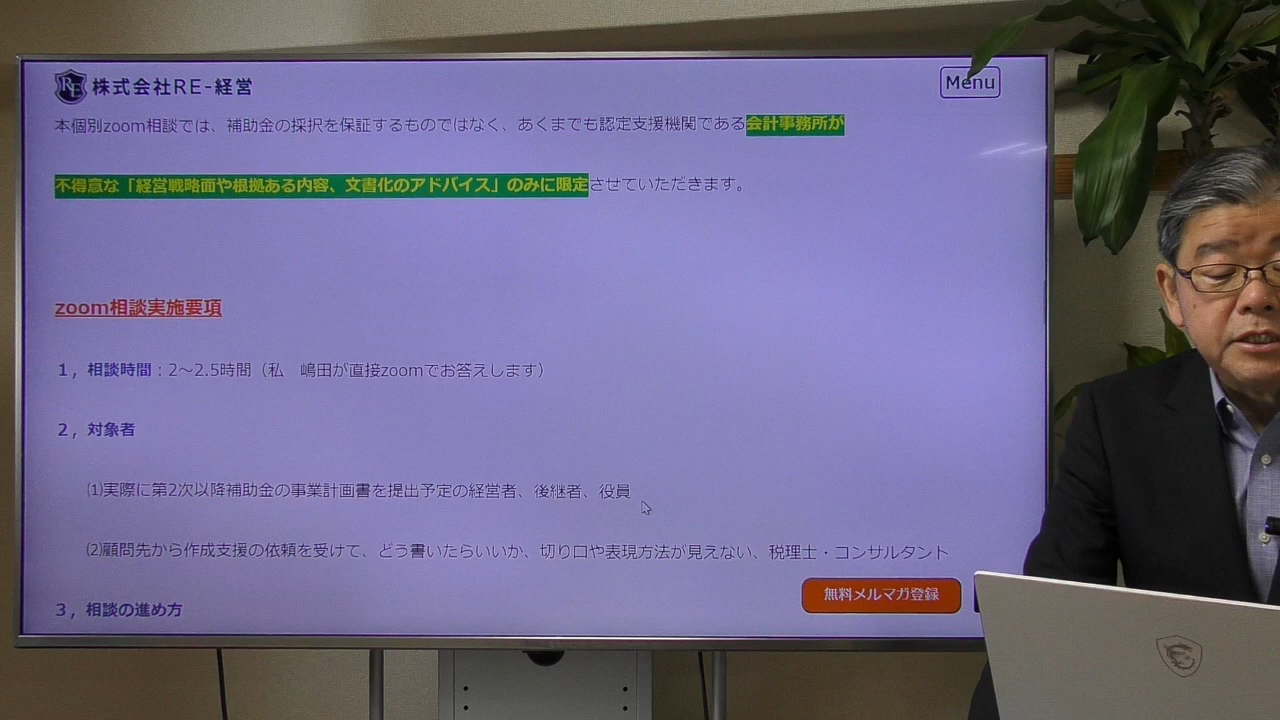 RE 株式会社RE-経営
Menu
本個別zoom相談では、補助金の採択を保証するものではなく、あくまでも認定支援機関である会計事務所が
不得意な「経営戦略面や根拠ある内容、文書化のアドバイス」のみに限定させていただきます。
zoom相談実施要項
1，相談時間：2～2.5時間（私　嶋田が直接zoomでお答えします）
2，対象者
⑴実際に第2次以降補助金の事業計画書を提出予定の経営者、後継者、役員
⑵顧問先から作成支援の依頼を受けて、どう書いたらいいか、切り口や表現方法が見えない、税理士・コンサルタント
無料メルマガ登録
3，相談の進め方